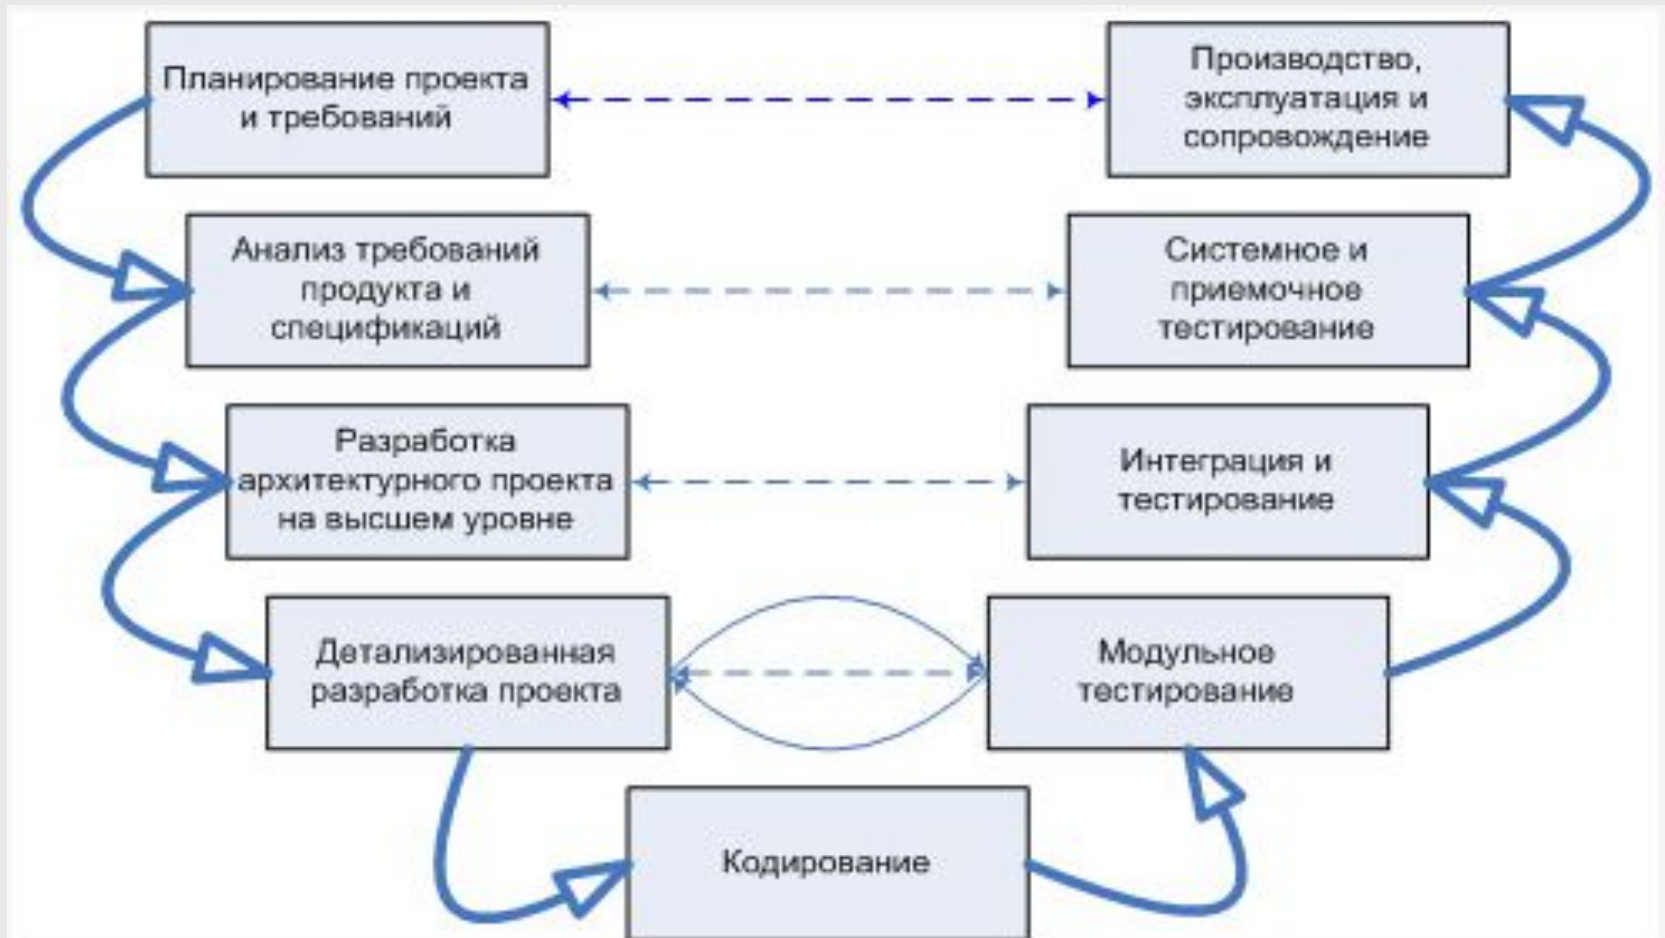 Планирование проекта
и требований
Производство,
эксплуатация и
сопровождение
Анализ требований
продукта и
спецификаций
Системное и
приемочное
тестирование
Разработка
архитектурного проекта
на высшем уровне
Интеграция и
тестирование
Детализированная
разработка проекта
Модульное
тестирование
Кодирование